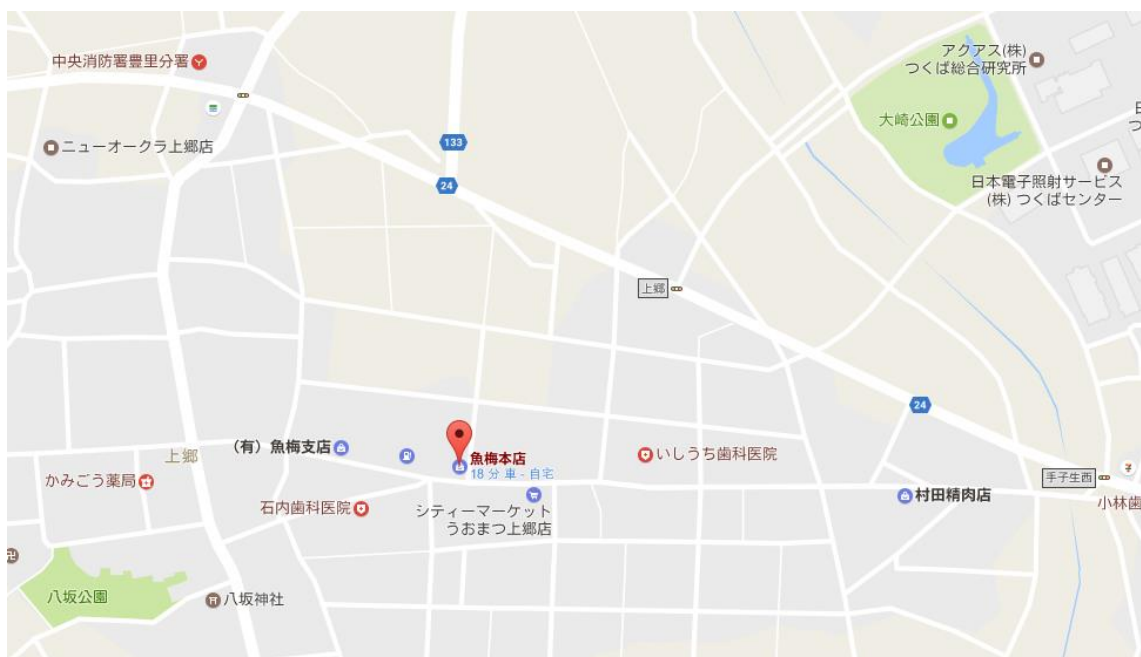 アクアス(株)
つくば総合研究所
中央消防署豊里分署
大崎公園
133
ニューオークラ上郷店
24
日本電子照射サービス
(株) つくばセンター
上郷
24
（有）魚梅支店
上郷
魚梅本店
18 分 車 - 自宅
いしうち歯科医院
かみごう薬局
手子生西
村田精肉店
石内歯科医院
シティーマーケット
うおまつ上郷店
小林歯
八坂公園
八坂神社